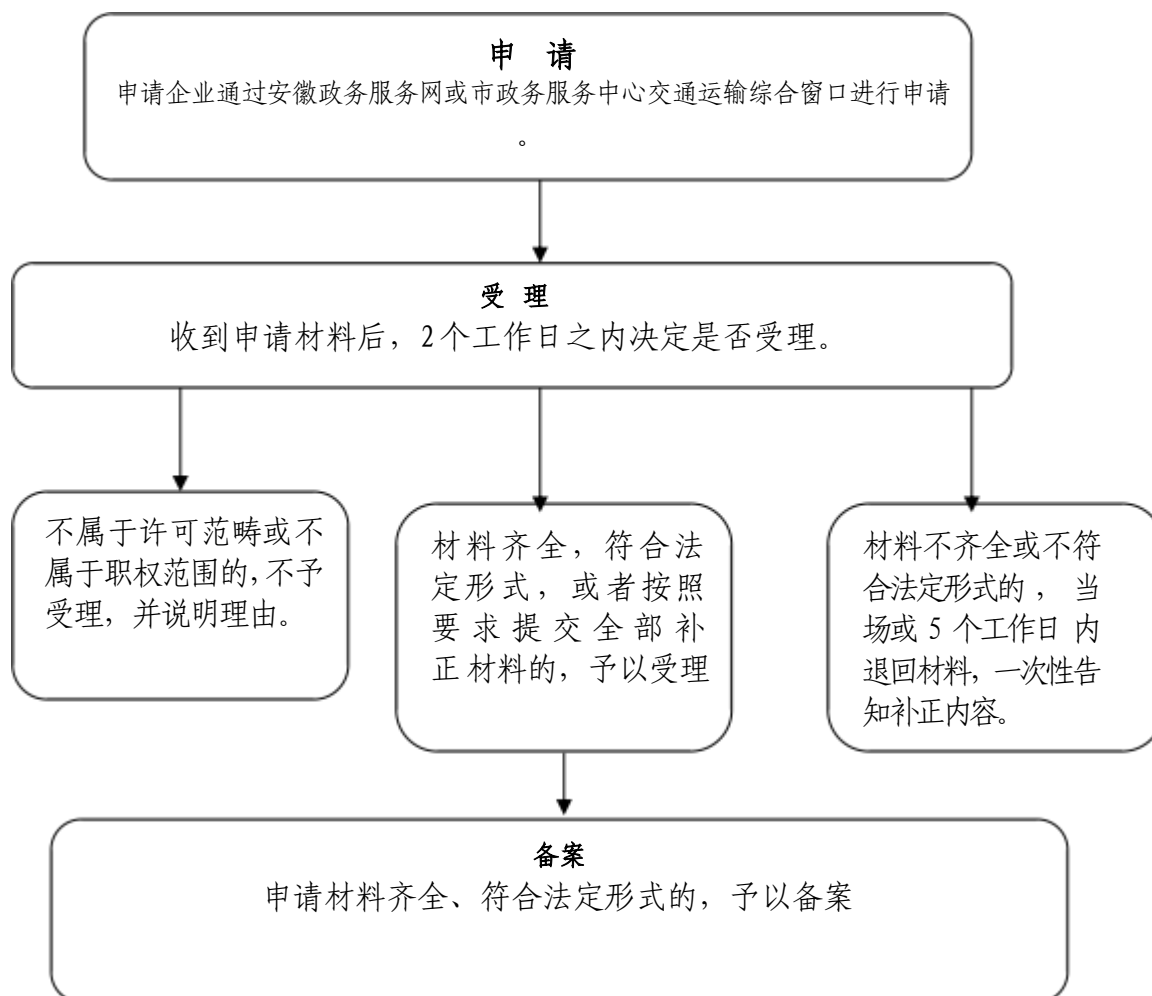 申 请
申请企业通过安徽政务服务网或市政务服务中心交通运输综合窗口进行申请
。
受 理
收到申请材料后，2个工作日之内决定是否受理。
不属于许可范畴或不
属于职权范围的，不予
受理，并说明理由。
材料齐全，符合法
定形式，或者按照
要求提交全部补
正材料的，予以受理
材料不齐全或不符
合法定形式的 ，当
场或 5 个工作日 内
退回材料，一次性告
知补正内容。
备案
申请材料齐全、符合法定形式的，予以备案